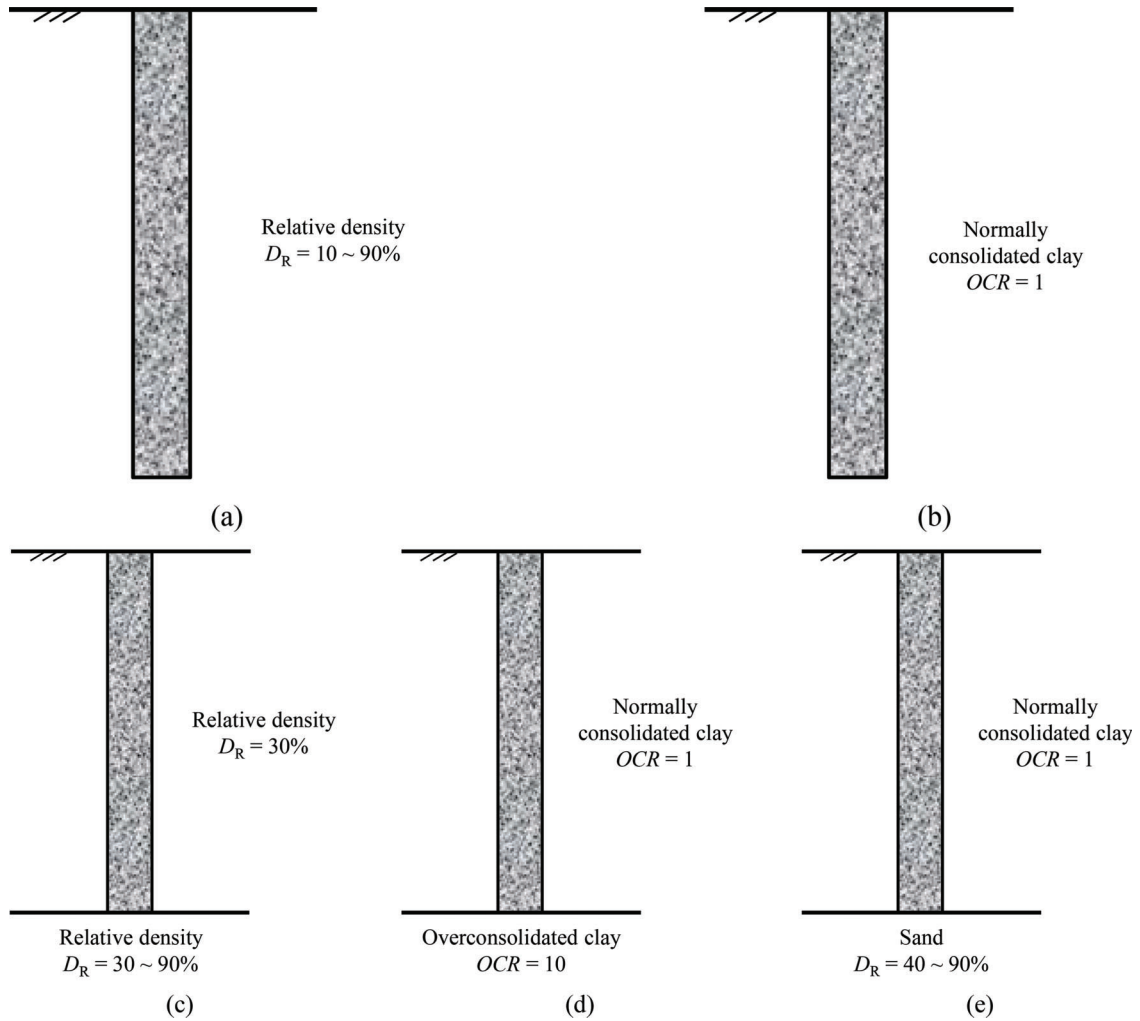 Relative density
D_R = 10 ~ 90%
Normally
consolidated clay
OCR = 1
(a)
(b)
Relative density
D_R = 30%
Normally
consolidated clay
OCR = 1
Normally
consolidated clay
OCR = 1
Relative density
D_R = 30 ~ 90%
Overconsolidated clay
OCR = 10
Sand
D_R = 40 ~ 90%
(c)
(d)
(e)